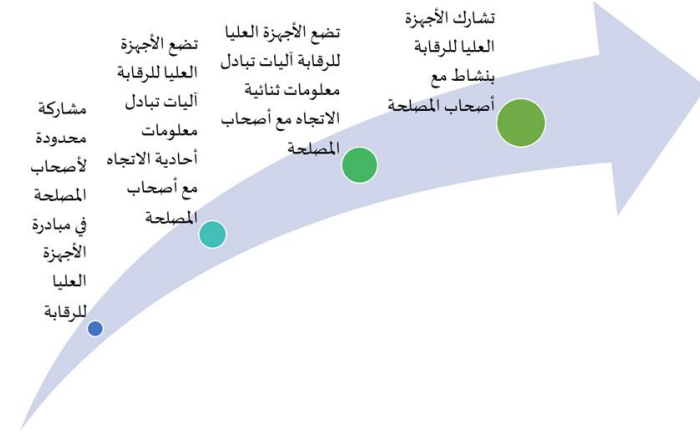 مشاركة
محدودة
لأصحاب
المصلحة
في مبادرة
الأجهزة
العليا
للرقابة
تضع الأجهزة
العليا للرقابة
آليات تبادل
معلومات
أحادية الاتجاه
مع أصحاب
المصلحة
تضع الأجهزة العليا
للرقابة آليات تبادل
معلومات ثنائية
الاتجاه مع أصحاب
المصلحة
تشارك الأجهزة
العليا للرقابة
بنشاط مع
أصحاب المصلحة